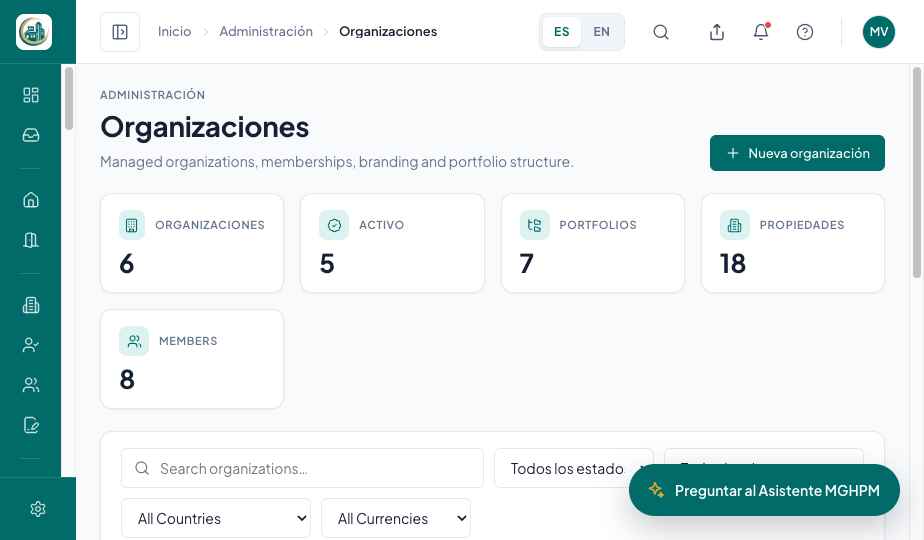 Inicio > Administración > Organizaciones
ES EN
MV
ADMINISTRACIÓN
Organizaciones
Managed organizations, memberships, branding and portfolio structure.
Nueva organización
ORGANIZACIONES
6
ACTIVO
5
PORTFOLIOS
7
PROPIEDADES
18
MEMBERS
8
Search organizations...
Todos los estado
All Countries
All Currencies
Preguntar al Asistente MGHPM